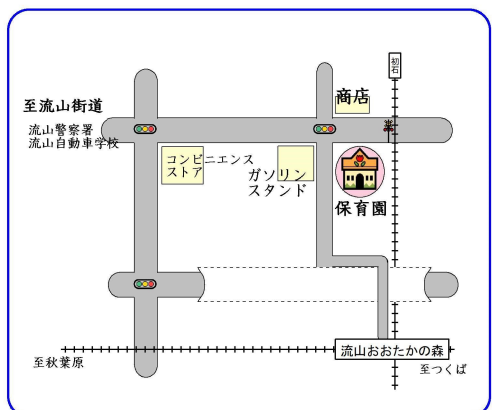 初石
商店
至流山街道
流山警察署
流山自動車学校
コンビニエンス
ストア
ガソリン
スタンド
保育園
流山おおたかの森
至秋葉原
至つくば